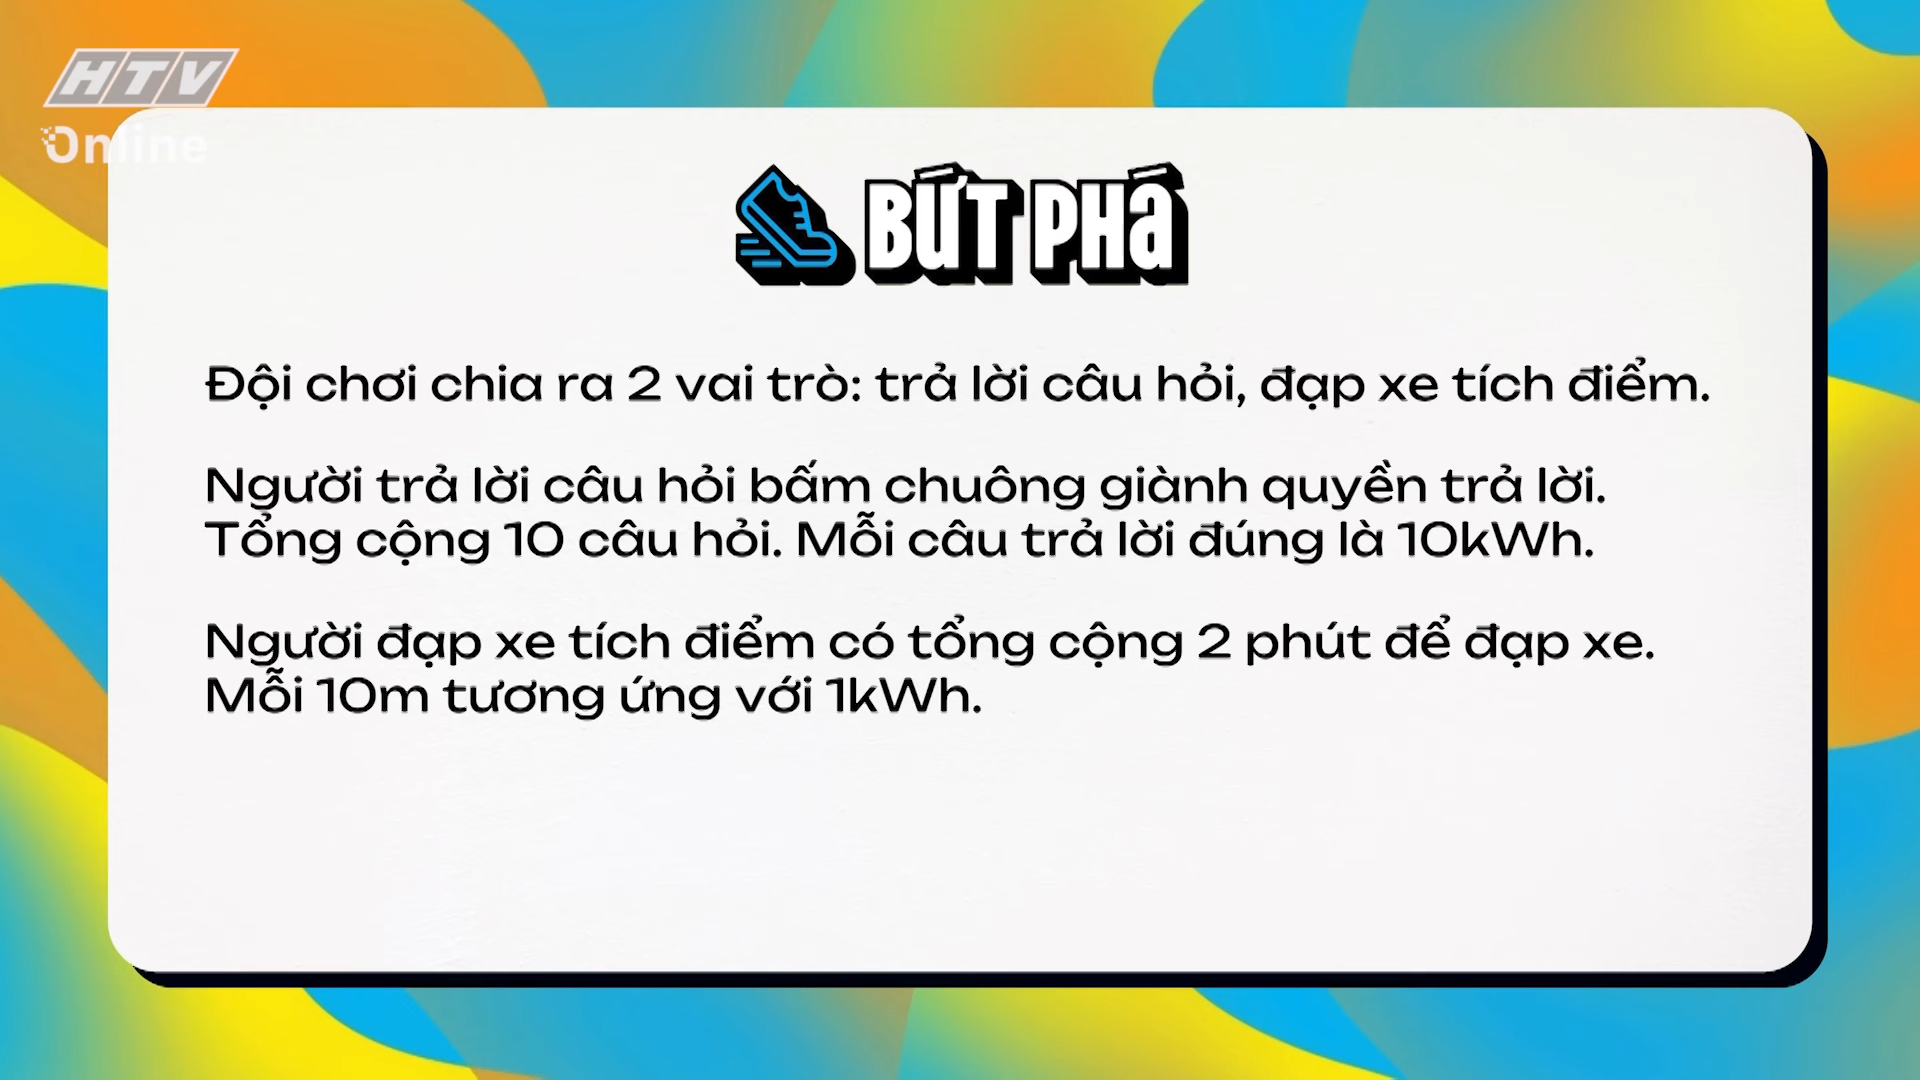 HTV
Online
BỨT PHÁ
Đội chơi chia ra 2 vai trò: trả lời câu hỏi, đạp xe tích điểm.
Người trả lời câu hỏi bấm chuông giành quyền trả lời.
Tổng cộng 10 câu hỏi. Mỗi câu trả lời đúng là 10kWh.
Người đạp xe tích điểm có tổng cộng 2 phút để đạp xe.
Mỗi 10m tương ứng với 1kWh.